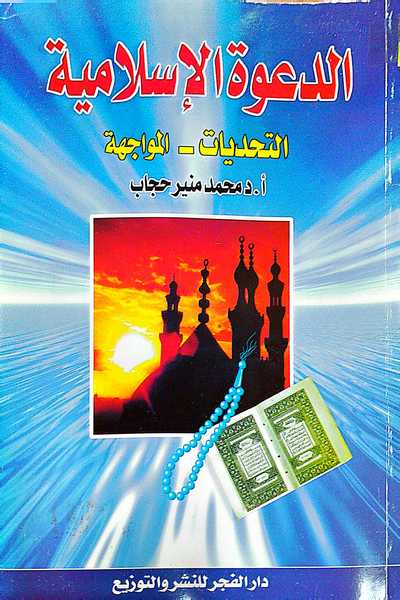 الدعوة الإسلامية
التحديات - المواجهة
أ.د محمد منير حجاب
دار الفجر للنشر والتوزيع